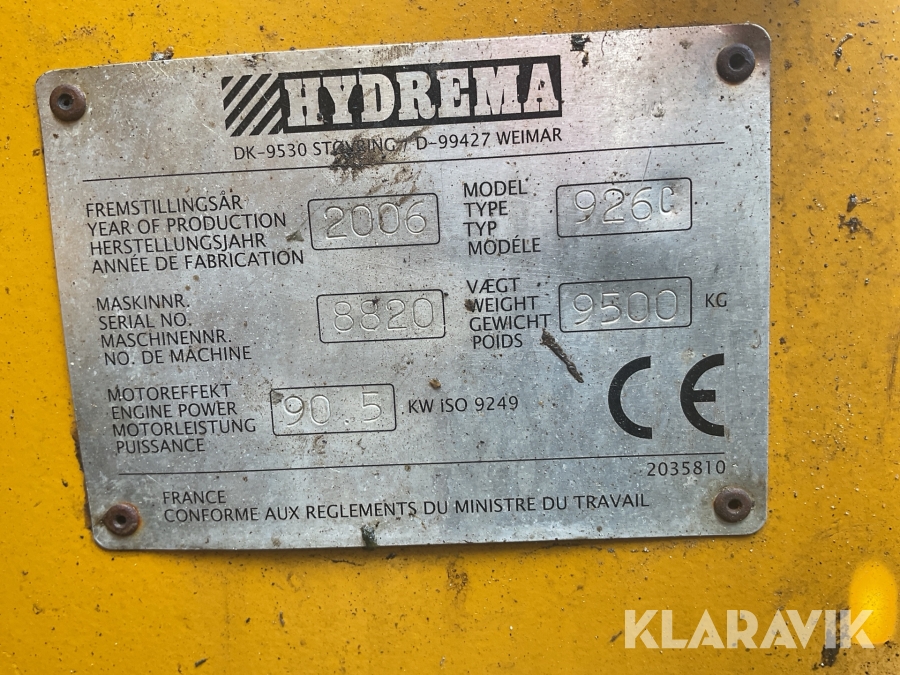 HYDREMA
DK-9530 STØVRING / D-99427 WEIMAR
FREMSTILLINGSÅR
YEAR OF PRODUCTION
HERSTELLUNGSJAHR
ANNÉE DE FABRICATION
2006
MODEL
TYPE
TYP
MODÉLE
926C
MASKINNR.
SERIAL NO.
MASCHINENNR.
NO. DE MACHINE
8820
VÆGT
WEIGHT
GEWICHT
POIDS
9500 KG
MOTOREFFEKT
ENGINE POWER
MOTORLEISTUNG
PUISSANCE
90.5 KW iSO 9249
CE
2035810
FRANCE
CONFORME AUX REGLEMENTS DU MINISTRE DU TRAVAIL
KLARAVIK